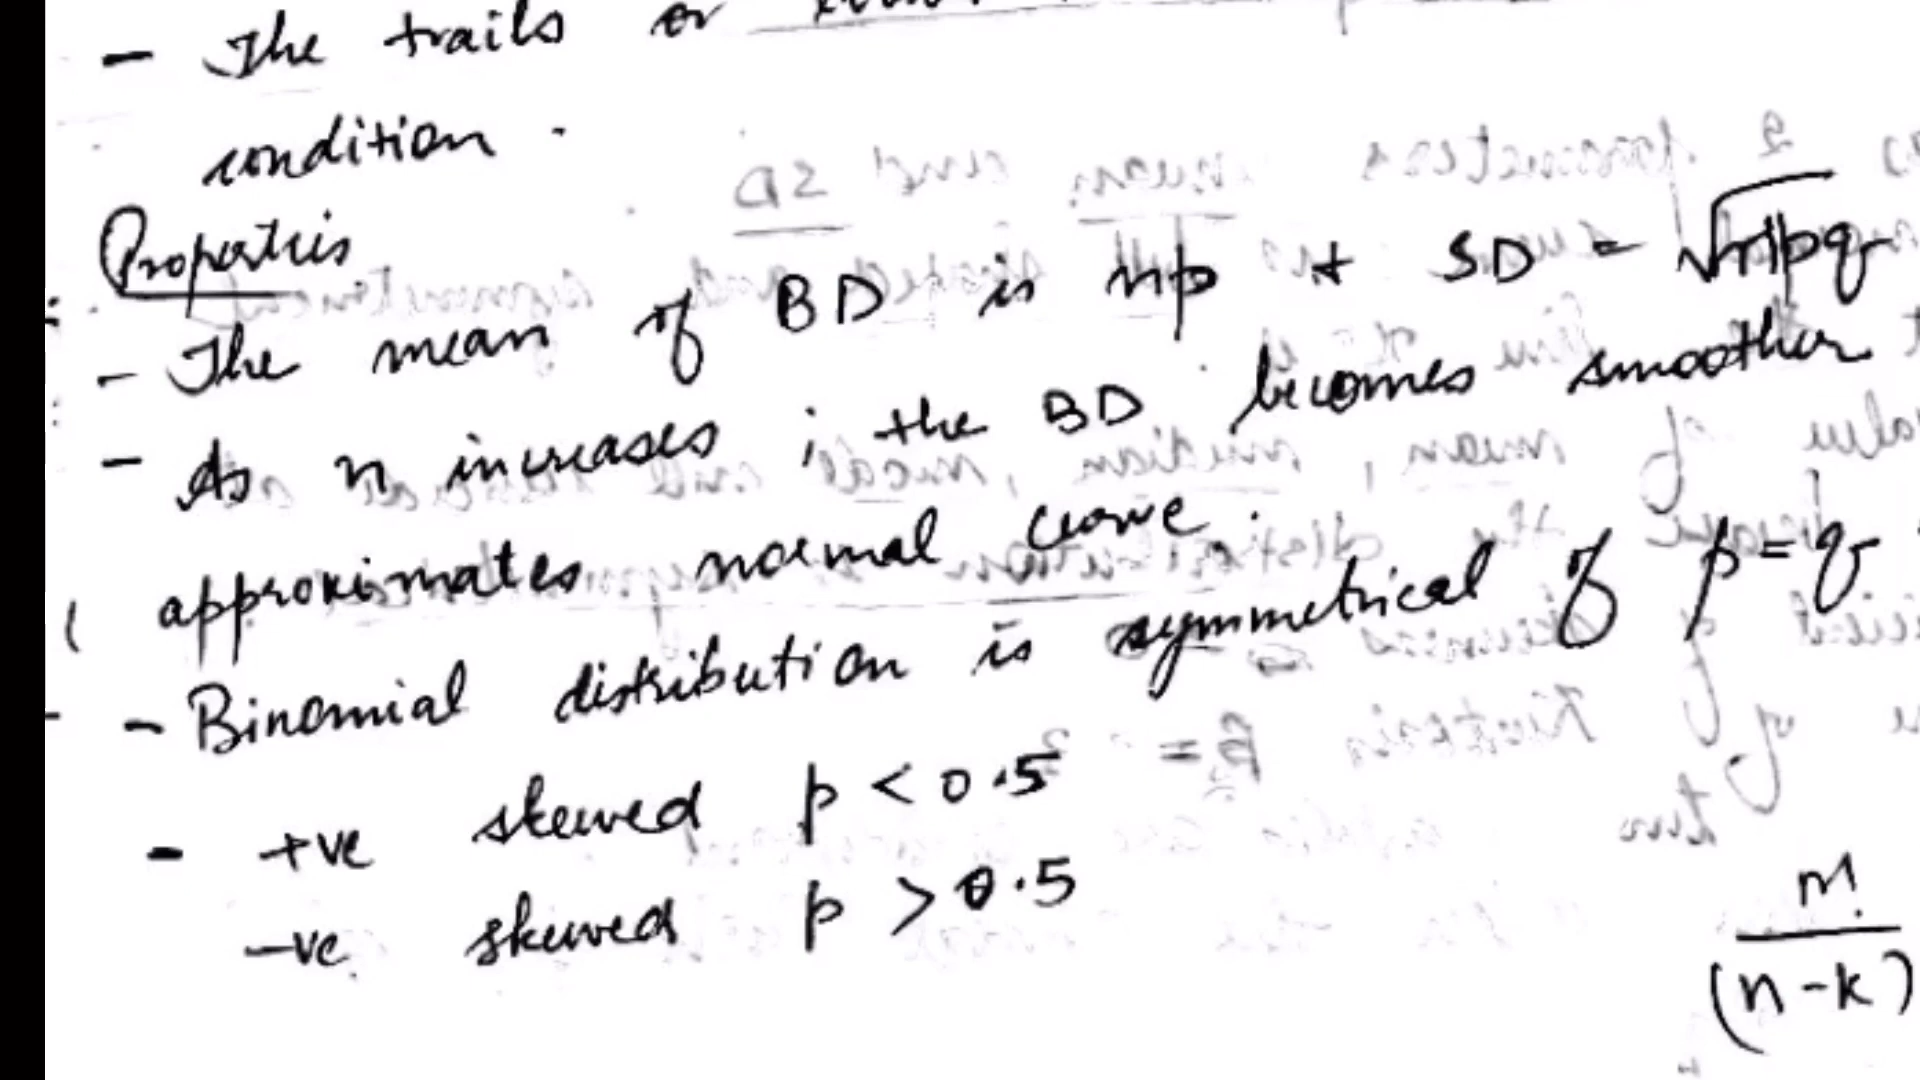 - The trails or
condition.
Properties
- The mean of BD is np + SD = √npq
- As n increases ; the BD becomes smoother
approximates normal curve.
- Binomial distribution is symmetrical if p = q
- +ve skewed p < 0.5
-ve skewed p > 0.5
n!
(n-k)